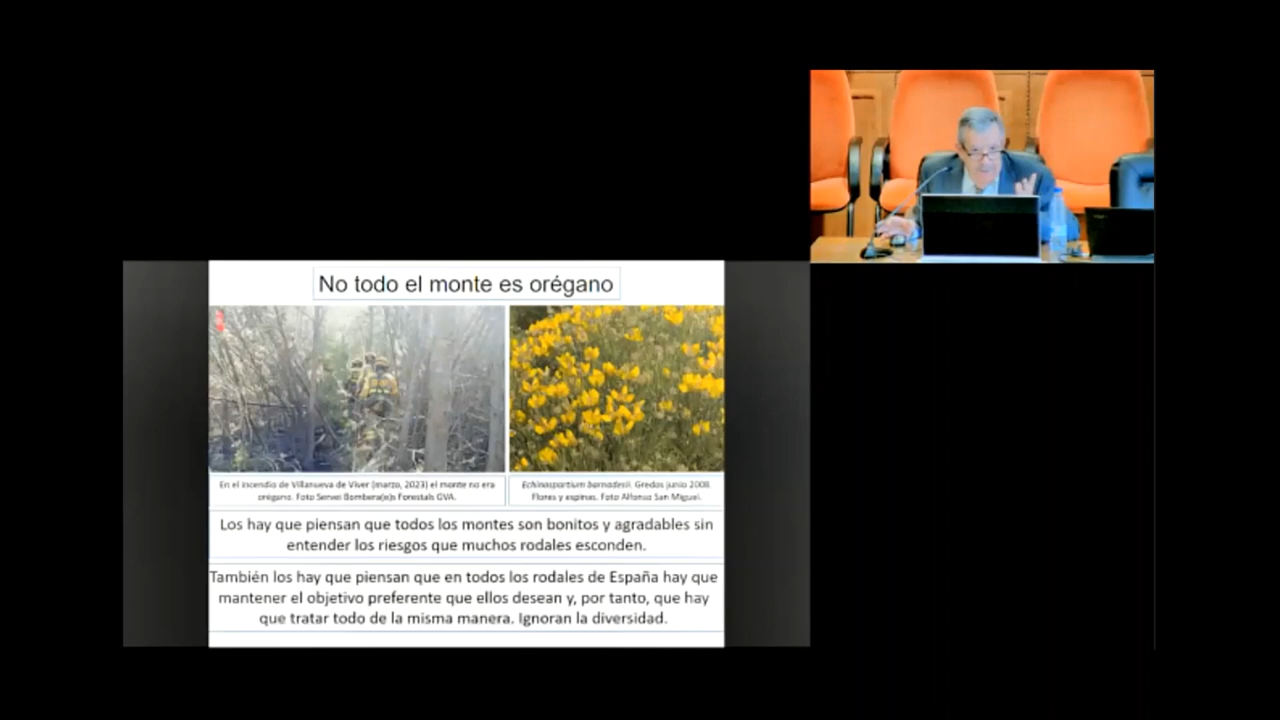 No todo el monte es orégano
En el incendio de Villanueva de Viver (marzo, 2023) el monte no era
orégano. Foto Servei Bombera(e)s Forestals GVA.
Echinospartium barnadesii. Gredos junio 2008.
Flores y espinas. Foto Alfonso San Miguel.
Los hay que piensan que todos los montes son bonitos y agradables sin
entender los riesgos que muchos rodales esconden.
También los hay que piensan que en todos los rodales de España hay que
mantener el objetivo preferente que ellos desean y, por tanto, que hay
que tratar todo de la misma manera. Ignoran la diversidad.